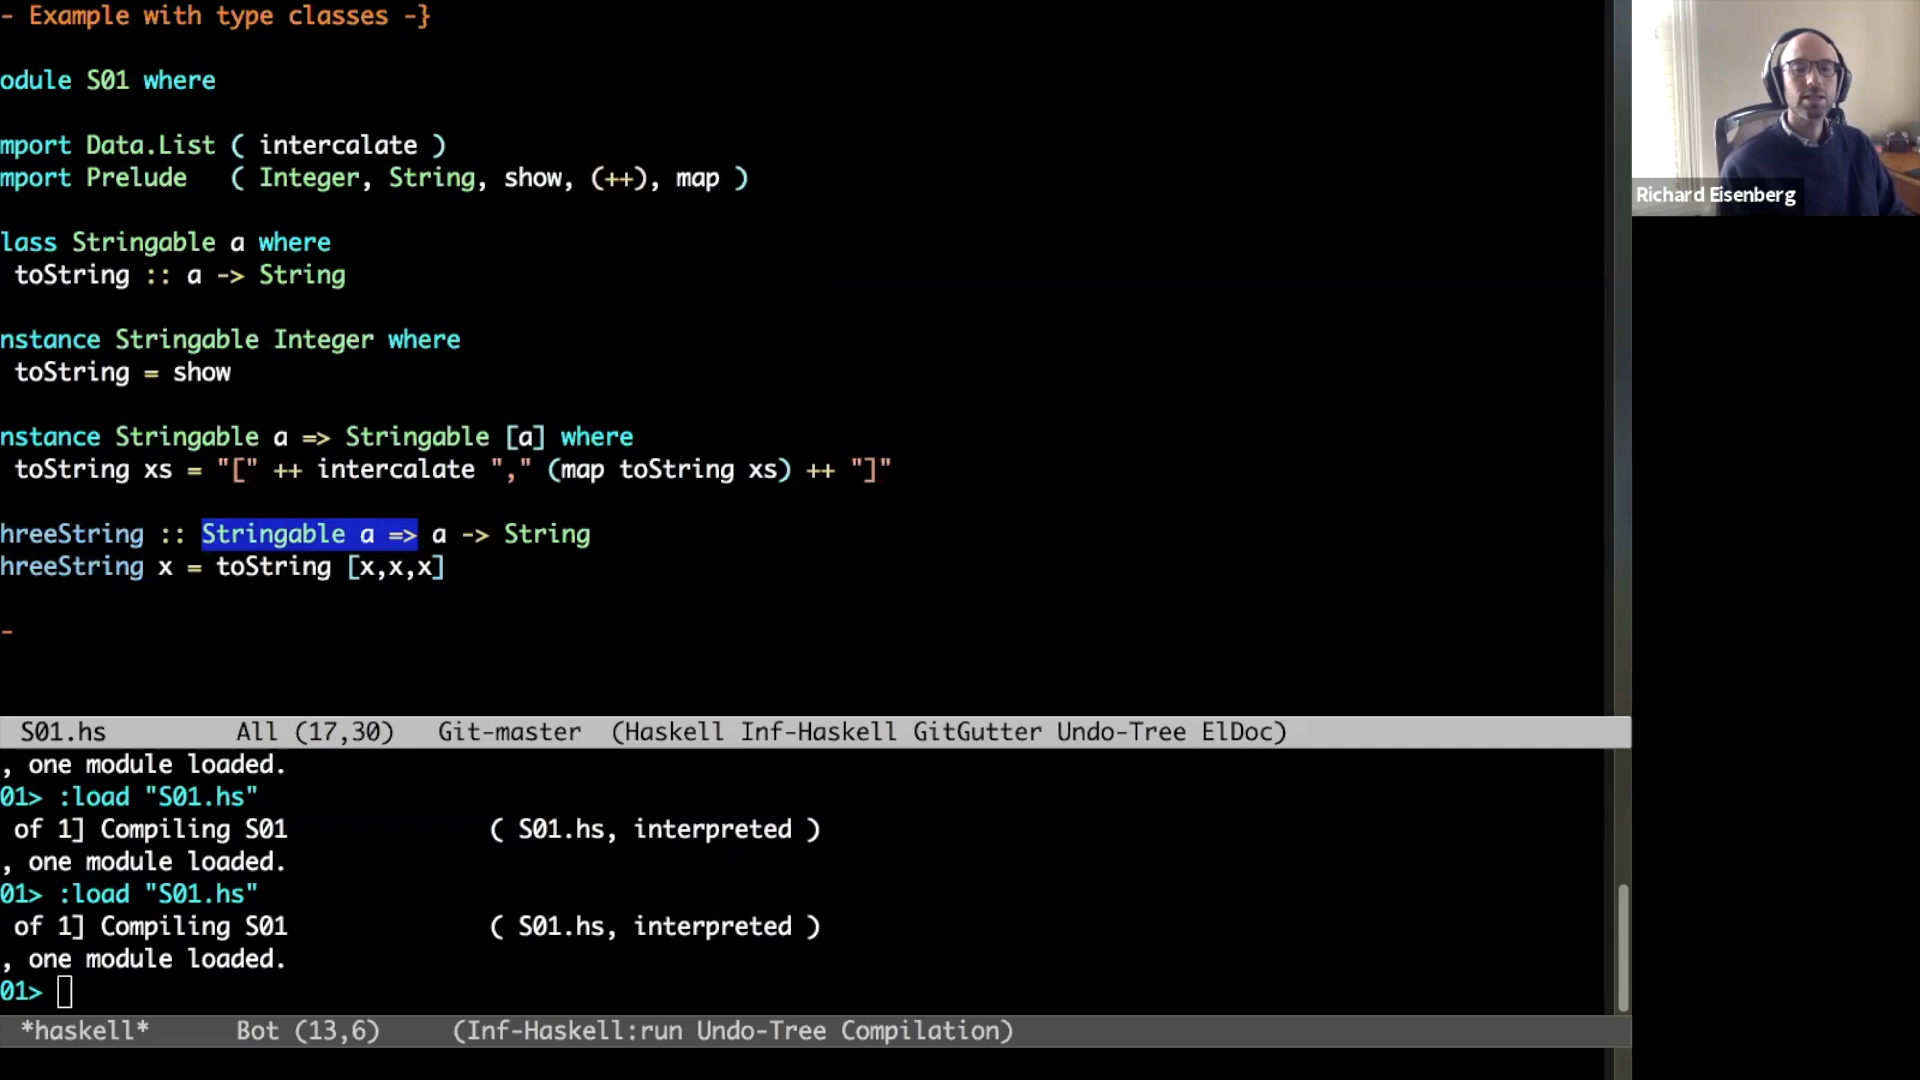 - Example with type classes -}
odule S01 where
mport Data.List ( intercalate )
mport Prelude   ( Integer, String, show, (++), map )
lass Stringable a where
toString :: a -> String
nstance Stringable Integer where
toString = show
nstance Stringable a => Stringable [a] where
toString xs = "[" ++ intercalate "," (map toString xs) ++ "]"
hreeString :: Stringable a => a -> String
hreeString x = toString [x,x,x]
-
S01.hs         All (17,30)   Git-master  (Haskell Inf-Haskell GitGutter Undo-Tree ElDoc)
, one module loaded.
01> :load "S01.hs"
of 1] Compiling S01              ( S01.hs, interpreted )
, one module loaded.
01> :load "S01.hs"
of 1] Compiling S01              ( S01.hs, interpreted )
, one module loaded.
01>
*haskell*      Bot (13,6)     (Inf-Haskell:run Undo-Tree Compilation)
Richard Eisenberg